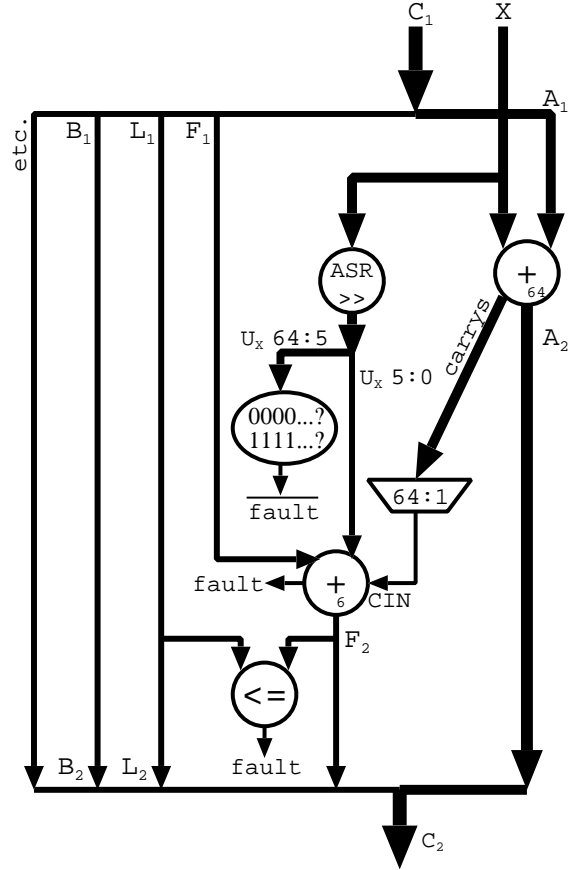 C₁ X
A₁
etc. B₁ L₁ F₁
ASR
>>
+
64
carrys
Uₓ 64:5
A₂
Uₓ 5:0
0000...?
1111...?
64:1
fault
fault
+
6
CIN
F₂
<=
fault
B₂ L₂
C₂